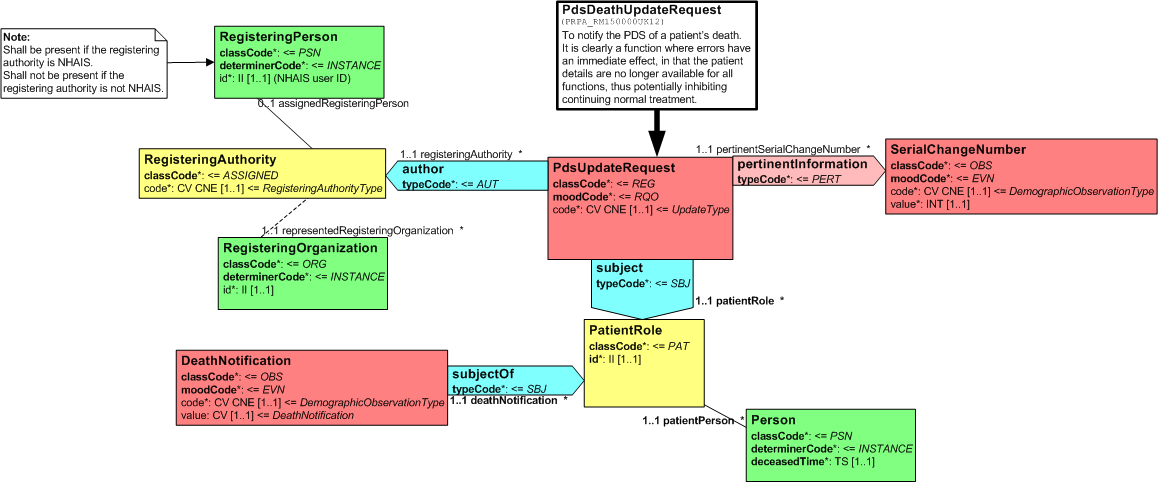 PdsDeathUpdateRequest
(PRPA_RM150000UK12)
To notify the PDS of a patient's death.
It is clearly a function where errors have
an immediate effect, in that the patient
details are no longer available for all
functions, thus potentially inhibiting
continuing normal treatment.
Note:
Shall be present if the registering
authority is NHAIS.
Shall not be present if the
registering authority is not NHAIS.
RegisteringPerson
classCode*: <= PSN
determinerCode*: <= INSTANCE
id*: II [1..1] (NHAIS user ID)
0..1 assignedRegisteringPerson
RegisteringAuthority
classCode*: <= ASSIGNED
code*: CV CNE [1..1] <= RegisteringAuthorityType
1..1 registeringAuthority *
author
typeCode*: <= AUT
PdsUpdateRequest
classCode*: <= REG
moodCode*: <= RQO
code*: CV CNE [1..1] <= UpdateType
1..1 pertinentSerialChangeNumber *
pertinentInformation
typeCode*: <= PERT
SerialChangeNumber
classCode*: <= OBS
moodCode*: <= EVN
code*: CV CNE [1..1] <= DemographicObservationType
value*: INT [1..1]
1..1 representedRegisteringOrganization *
RegisteringOrganization
classCode*: <= ORG
determinerCode*: <= INSTANCE
id*: II [1..1]
subject
typeCode*: <= SBJ
1..1 patientRole *
PatientRole
classCode*: <= PAT
id*: II [1..1]
DeathNotification
classCode*: <= OBS
moodCode*: <= EVN
code*: CV CNE [1..1] <= DemographicObservationType
value: CV [1..1] <= DeathNotification
subjectOf
typeCode*: <= SBJ
1..1 deathNotification *
1..1 patientPerson *
Person
classCode*: <= PSN
determinerCode*: <= INSTANCE
deceasedTime*: TS [1..1]